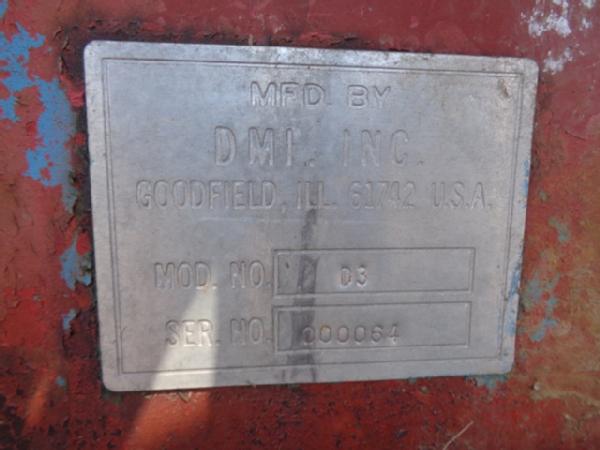 MFD. BY
DMI. INC.
GOODFIELD, ILL. 61742 U.S.A.
MOD. NO. D3
SER. NO. 000064